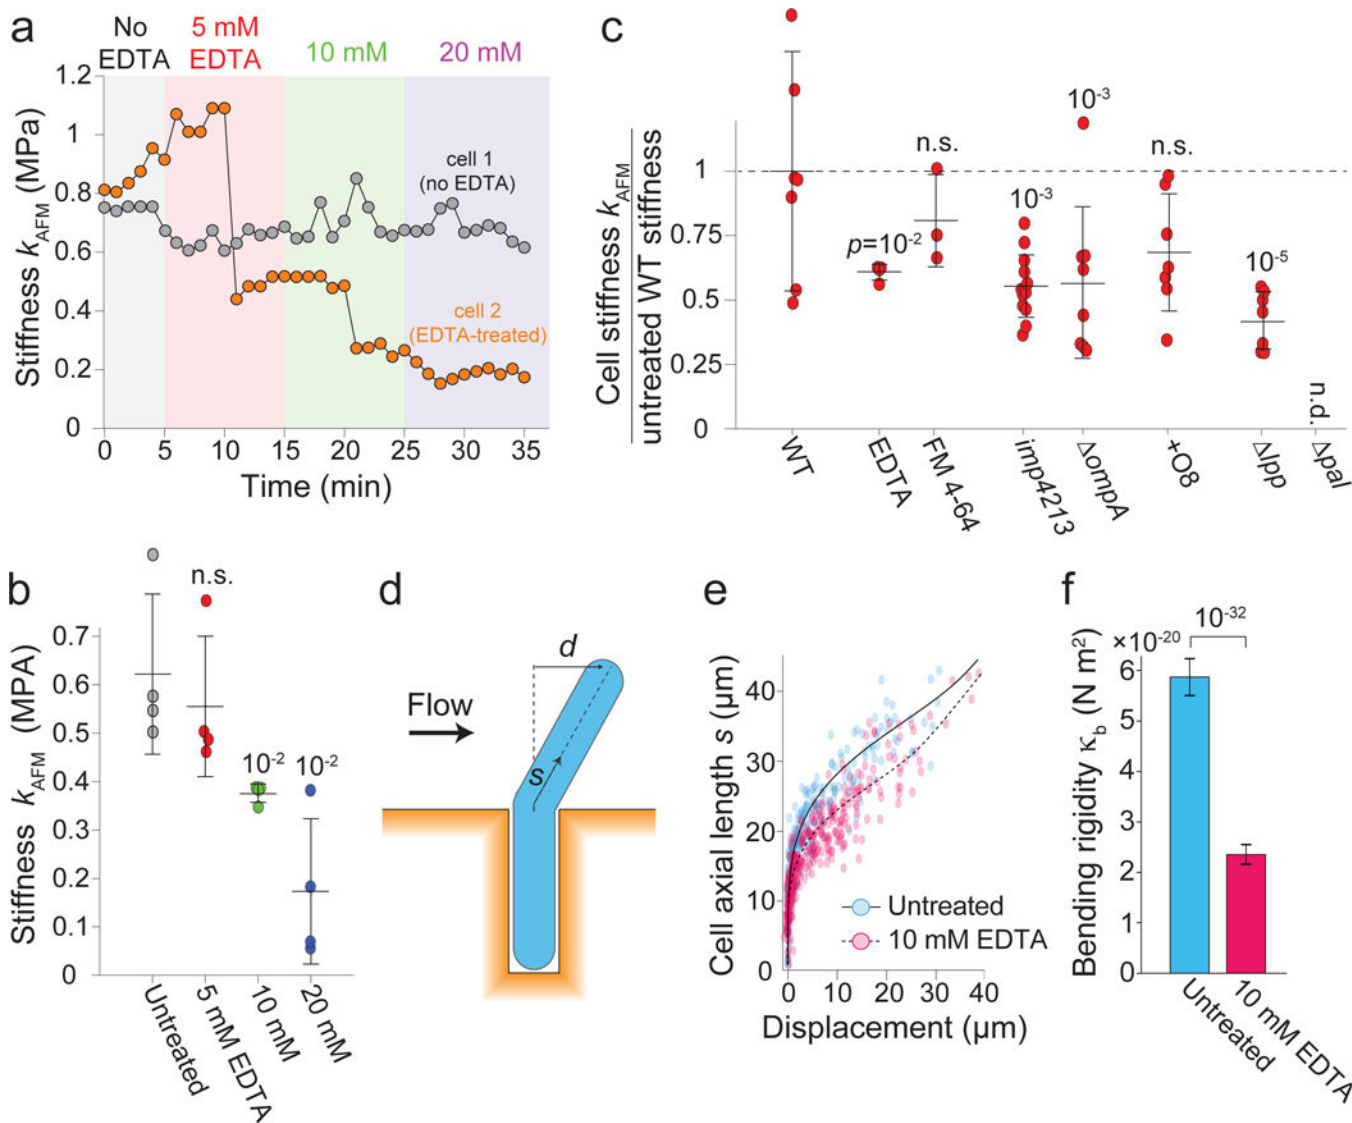 a
No EDTA
5 mM EDTA
10 mM
20 mM
Stiffness kAFM (MPa)
1.2
1
0.8
0.6
0.4
0.2
0
cell 1
(no EDTA)
cell 2
(EDTA-treated)
0 5 10 15 20 25 30 35
Time (min)
c
Cell stiffness kAFM
untreated WT stiffness
1
0.75
0.5
0.25
0
p=10-2
n.s.
10-3
10-3
n.s.
10-5
n.d.
WT
EDTA
FM 4-64
imp4213
ΔompA
+O8
Δlpp
Δpal
b
Stiffness kAFM (MPA)
0.7
0.6
0.5
0.4
0.3
0.2
0.1
0
n.s.
10-2
10-2
Untreated
5 mM EDTA
10 mM
20 mM
d
Flow
d
s
e
Cell axial length s (μm)
40
30
20
10
0
Untreated
10 mM EDTA
0 10 20 30 40
Displacement (μm)
f
Bending rigidity κb (N m2)
×10-20
10-32
6
5
4
3
2
1
0
Untreated
10 mM EDTA